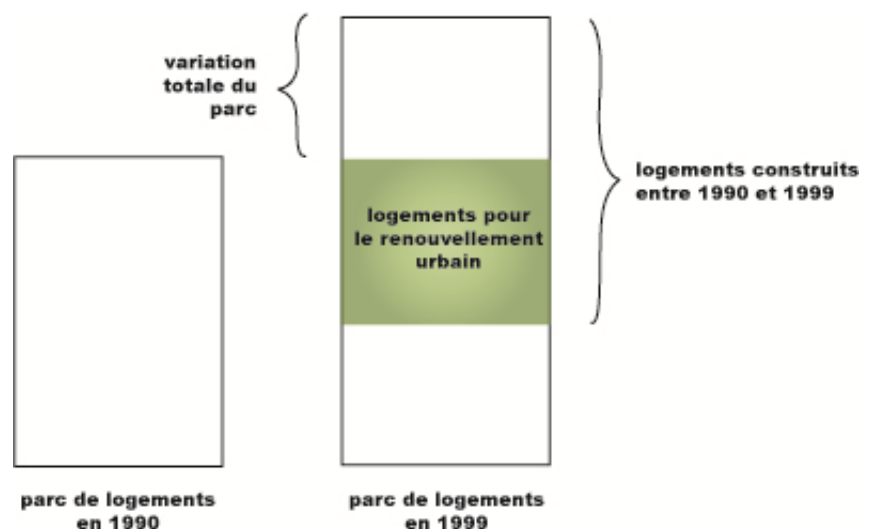 variation
totale du
parc
logements construits
entre 1990 et 1999
logements pour
le renouvellement
urbain
parc de logements
en 1990
parc de logements
en 1999